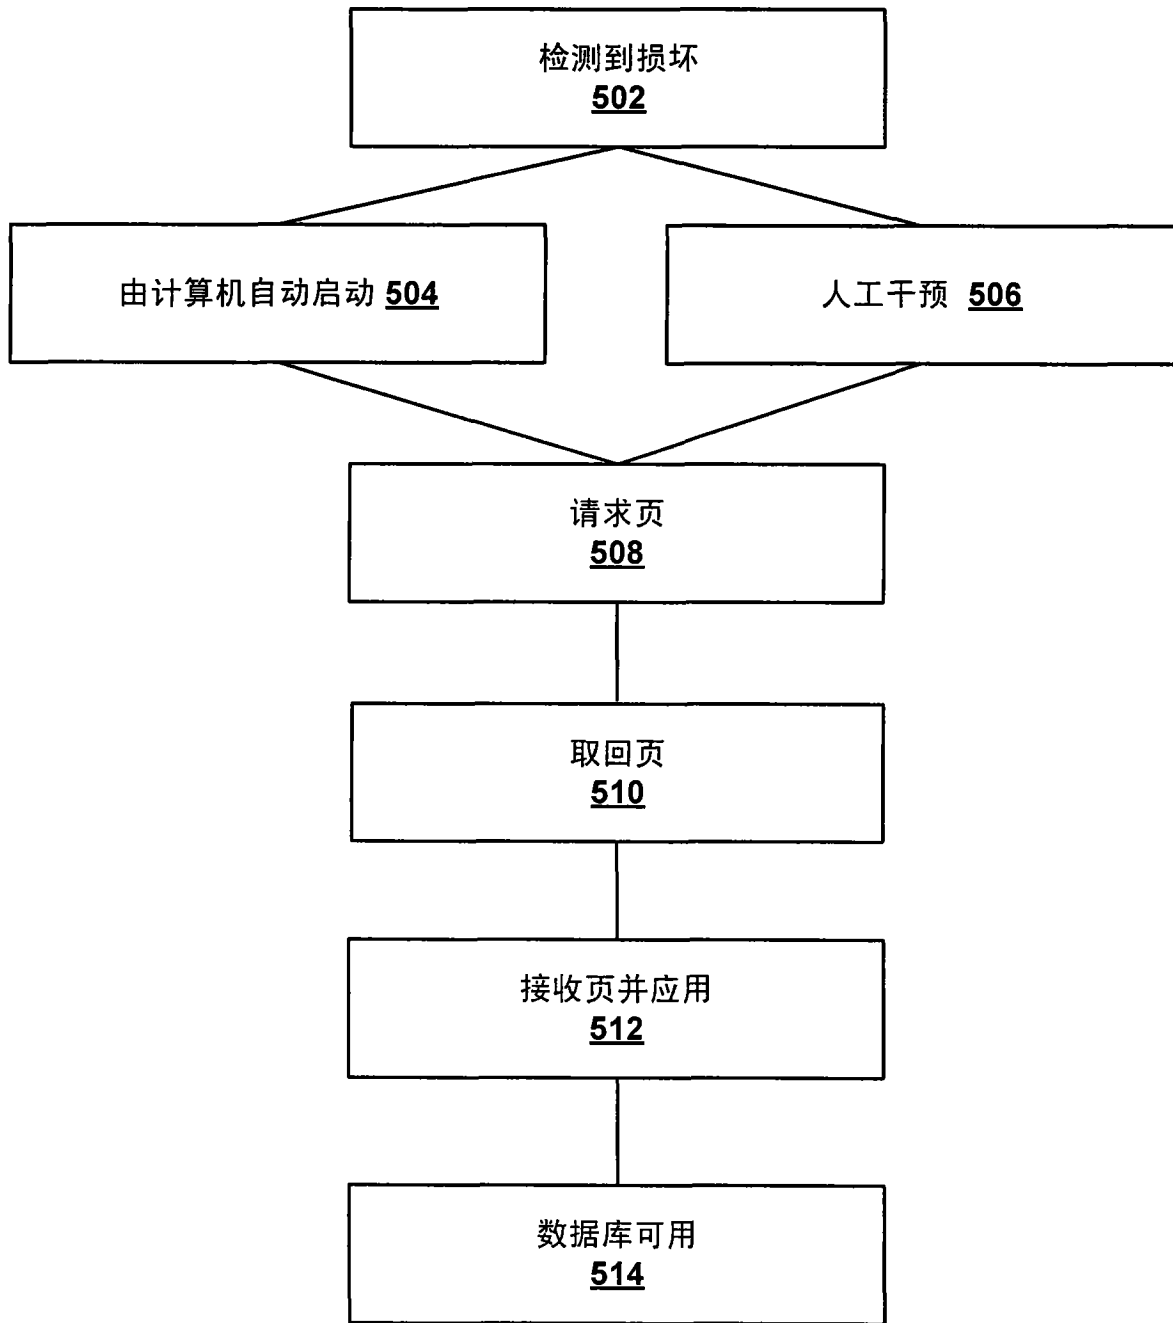 检测到损坏
502
由计算机自动启动 504
人工干预 506
请求页
508
取回页
510
接收页并应用
512
数据库可用
514